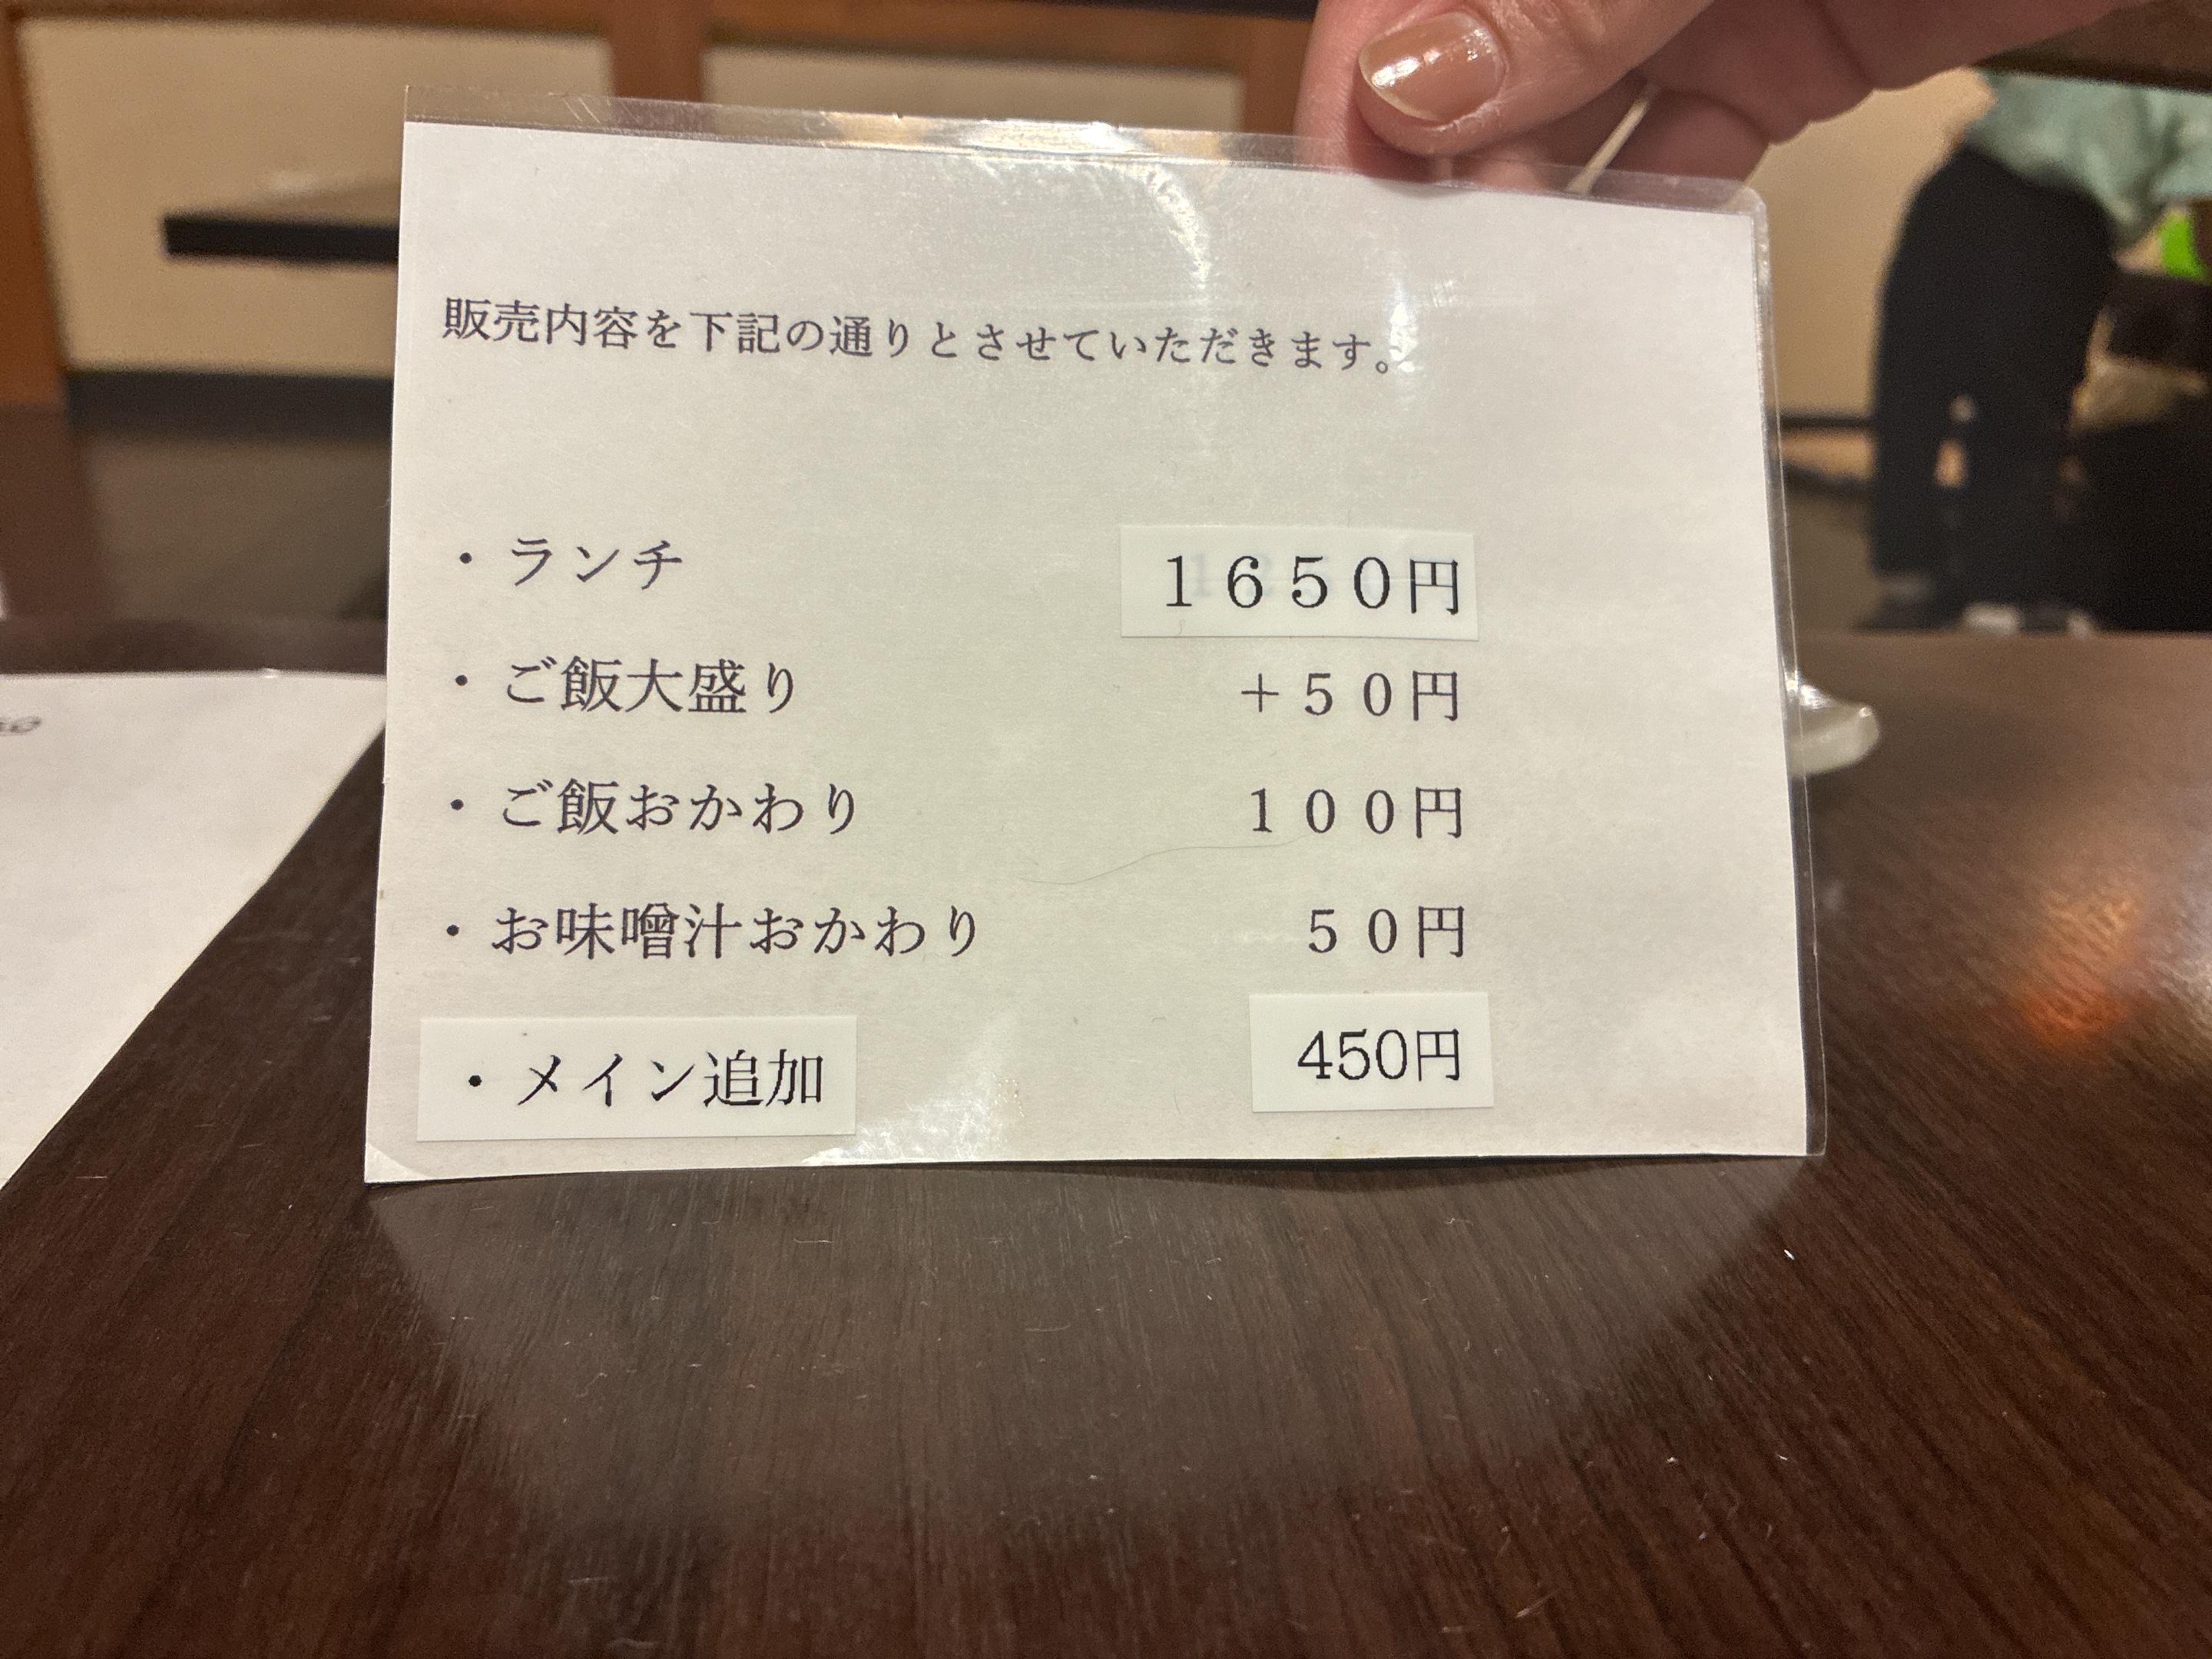 販売内容を下記の通りとさせていただきます。
・ランチ １６５０円
・ご飯大盛り ＋５０円
・ご飯おかわり １００円
・お味噌汁おかわり ５０円
・メイン追加 450円